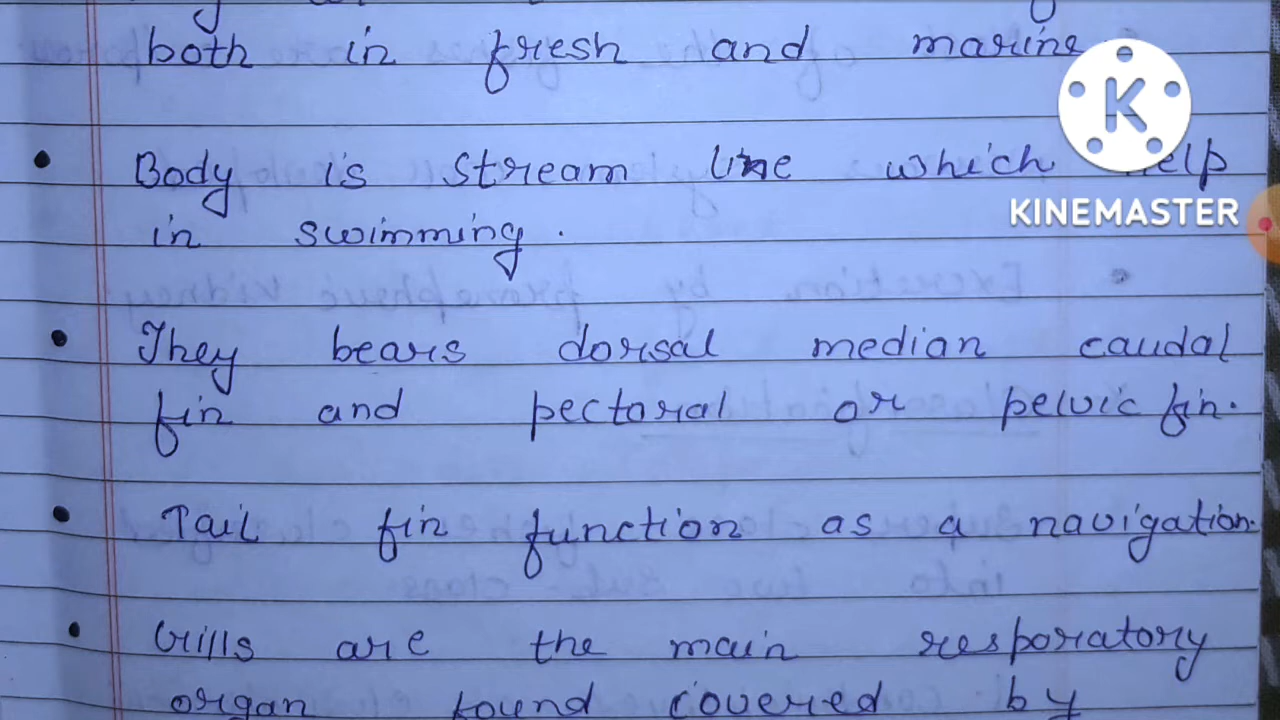 both in fresh and marine
• Body is stream line which help
in swimming.
• They bears dorsal median caudal
fin and pectoral or pelvic fin.
• Tail fin function as a navigation.
• Gills are the main resporiatory
organ found covered by
K
KINEMASTER